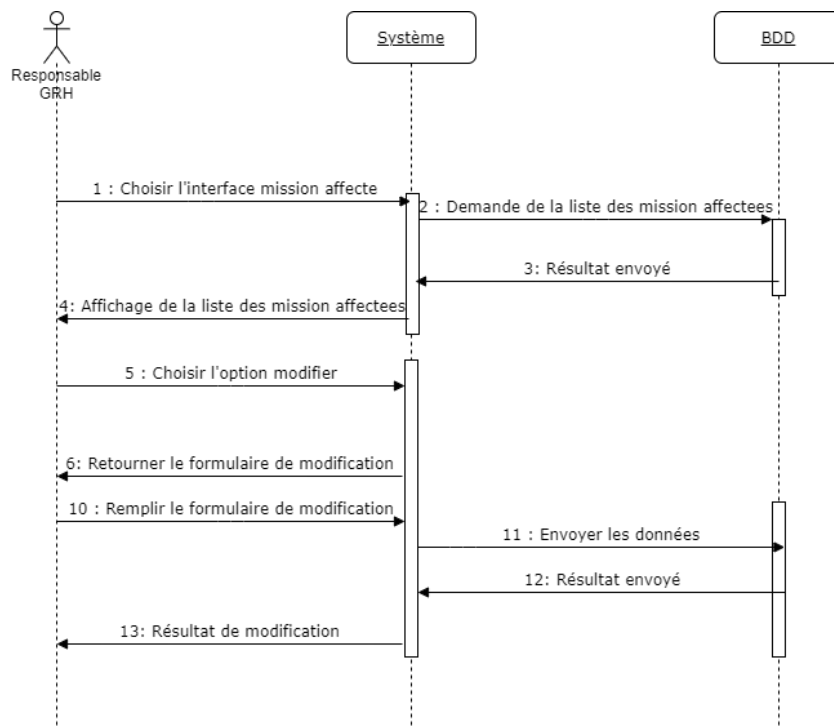 Responsable
GRH
Système
BDD
1 : Choisir l'interface mission affecte
2 : Demande de la liste des mission affectees
3: Résultat envoyé
4: Affichage de la liste des mission affectees
5 : Choisir l'option modifier
6: Retourner le formulaire de modification
10 : Remplir le formulaire de modification
11 : Envoyer les données
12: Résultat envoyé
13: Résultat de modification